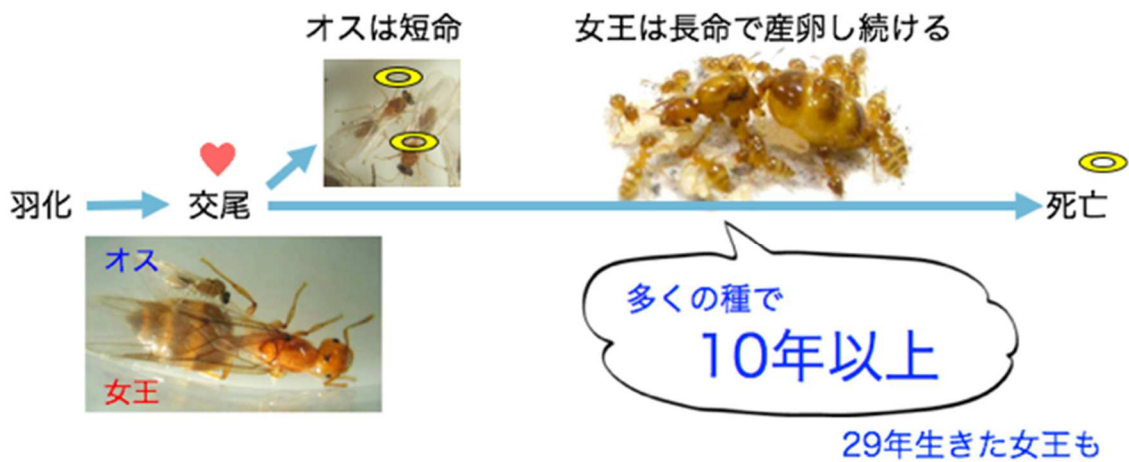 オスは短命
女王は長命で産卵し続ける
羽化
交尾
死亡
オス
女王
多くの種で
10年以上
29年生きた女王も